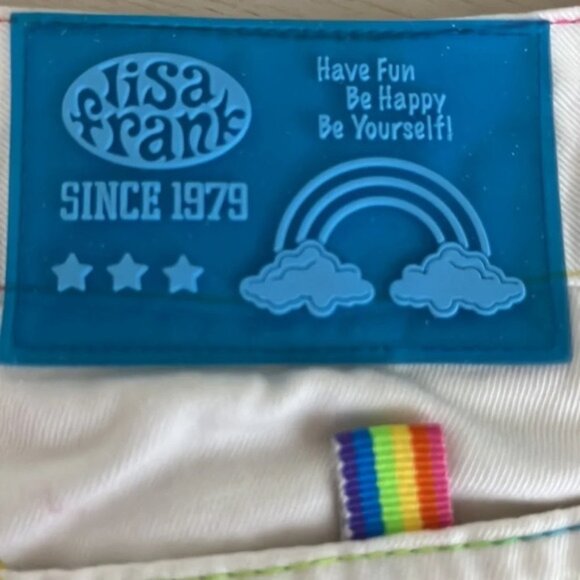 lisa
frank
SINCE 1979
Have Fun
Be Happy
Be Yourself!